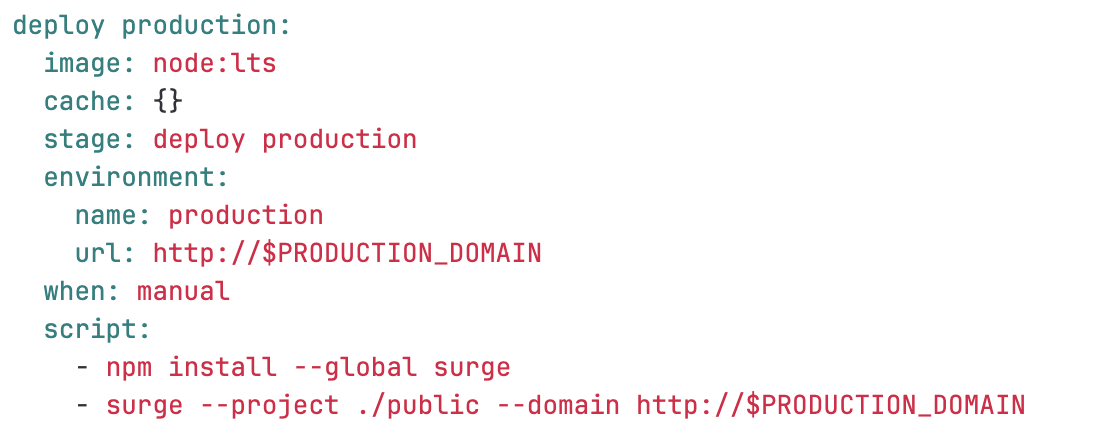 deploy production:
  image: node:lts
  cache: {}
  stage: deploy production
  environment:
    name: production
    url: http://$PRODUCTION_DOMAIN
  when: manual
  script:
    - npm install --global surge
    - surge --project ./public --domain http://$PRODUCTION_DOMAIN